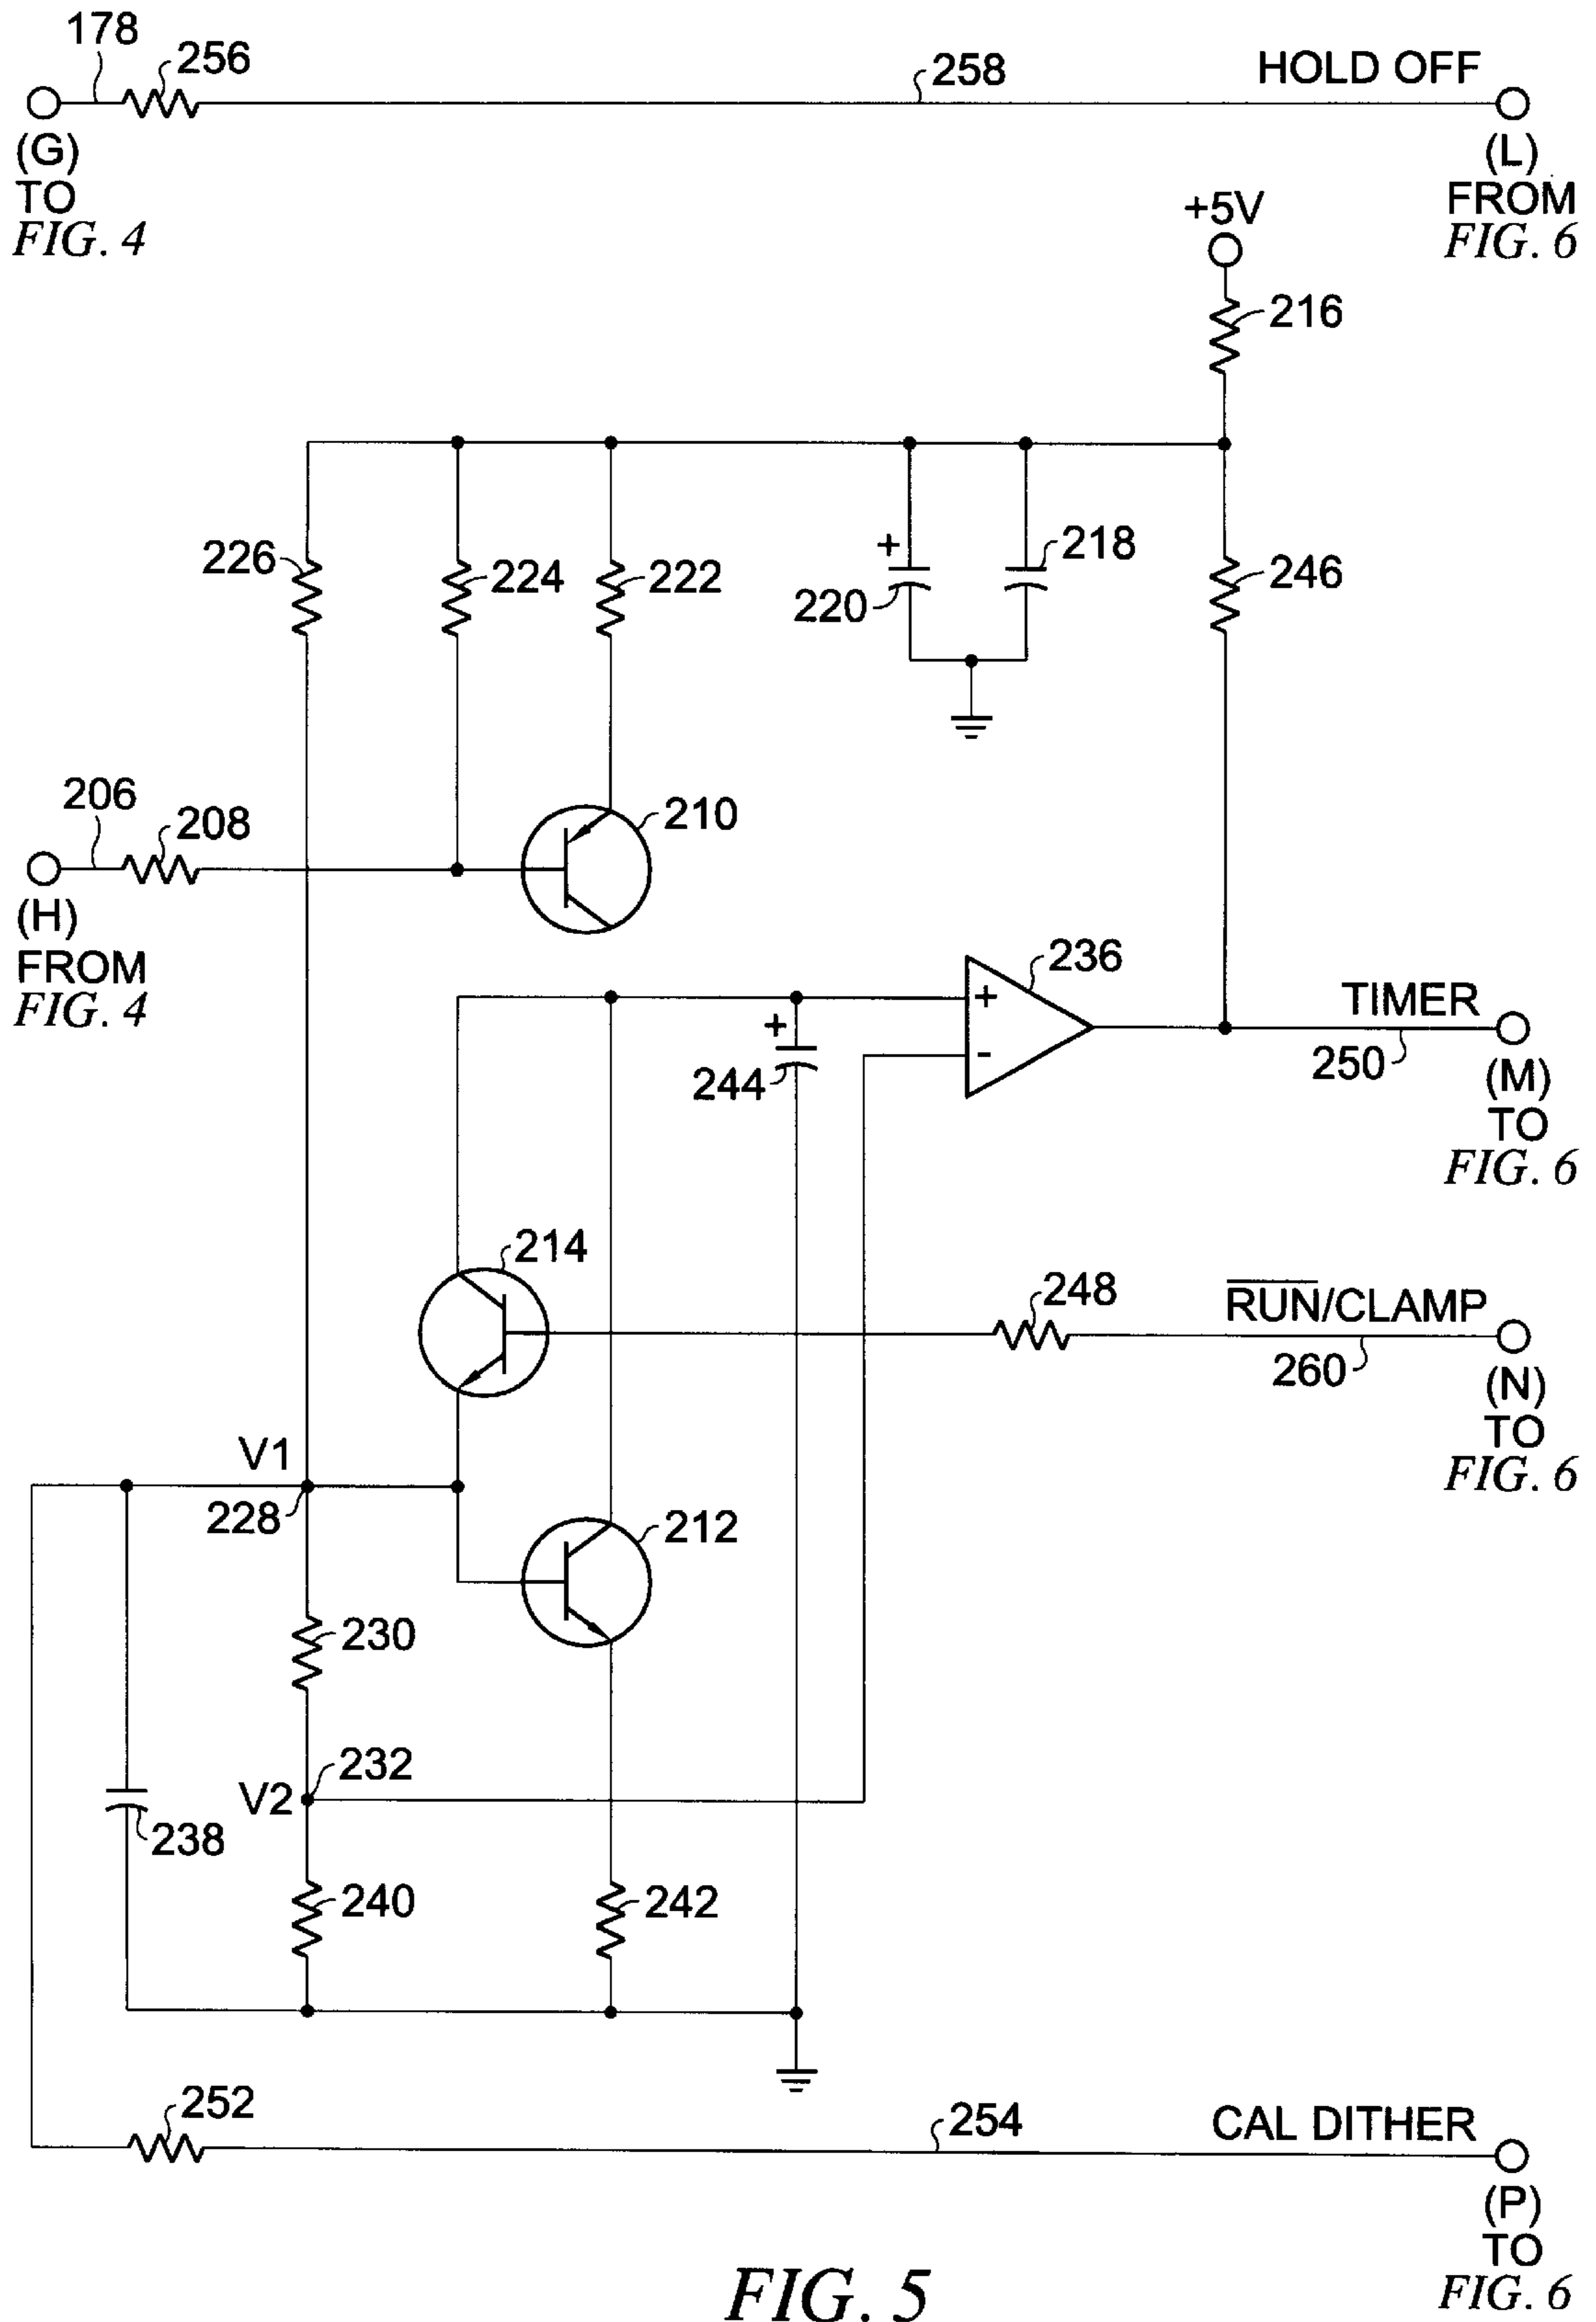 178
256
258
HOLD OFF
(G)
TO
FIG. 4
(L)
FROM
FIG. 6
+5V
216
226
224
222
+
220
218
246
206
208
210
(H)
FROM
FIG. 4
236
+
-
+
244
TIMER
250
(M)
TO
FIG. 6
214
248
RUN/CLAMP
260
(N)
TO
FIG. 6
V1
228
212
230
232
V2
238
240
242
252
254
CAL DITHER
(P)
TO
FIG. 6
FIG. 5